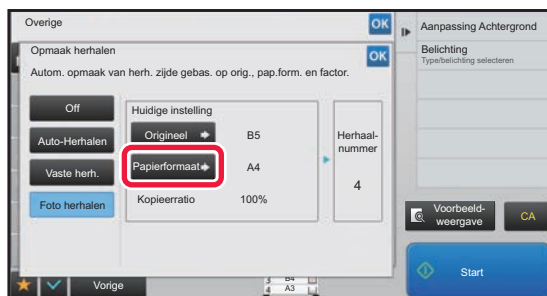 Overige
OK
Opmaak herhalen
OK
Autom. opmaak van herh. zijde gebas. op orig., pap.form. en factor.
Off
Auto-Herhalen
Vaste herh.
Foto herhalen
Huidige instelling
Origineel
B5
Papierformaat
A4
Kopieerratio
100%
Herhaal-
nummer
4
Aanpassing Achtergrond
Belichting
Type/belichting selecteren
Voorbeeld-
weergave
CA
Start
Vorige
3
B4
4
A3